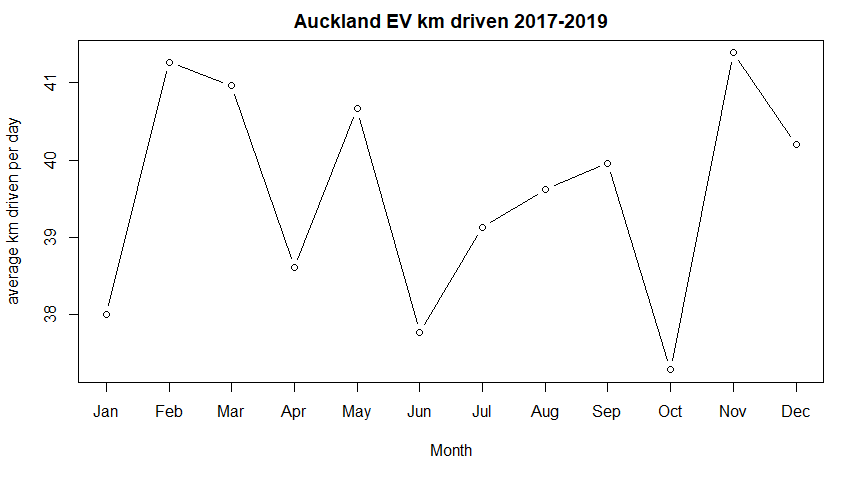 Auckland EV km driven 2017-2019
average km driven per day
41
40
39
38
Jan Feb Mar Apr May Jun Jul Aug Sep Oct Nov Dec
Month